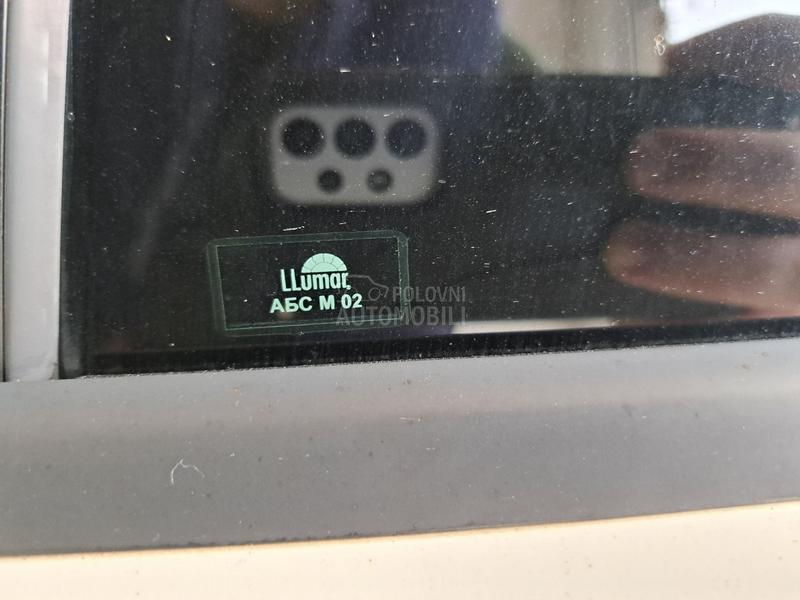 LLumar
АБС М 02
POLOVNI
AUTOMOBILI